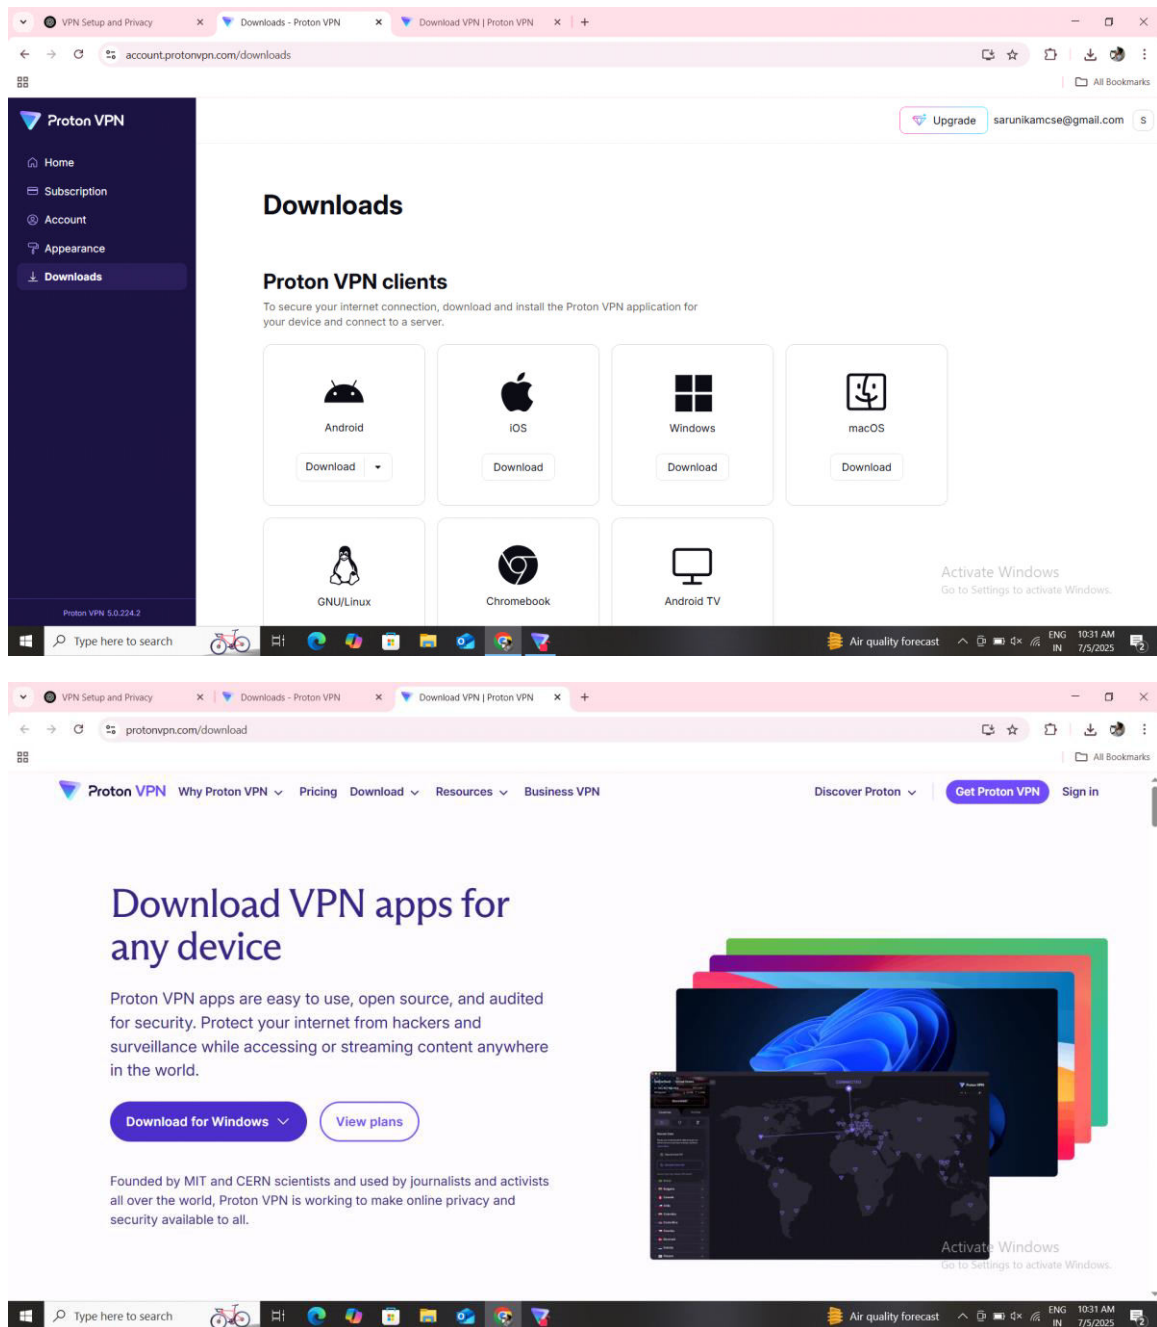 VPN Setup and Privacy
Downloads - Proton VPN
Download VPN | Proton VPN
account.protonvpn.com/downloads
All Bookmarks
Proton VPN
Upgrade
sarunikamcse@gmail.com
S
Home
Subscription
Account
Appearance
Downloads
Downloads
Proton VPN clients
To secure your internet connection, download and install the Proton VPN application for
your device and connect to a server.
Android
iOS
Windows
macOS
Download
Download
Download
Download
GNU/Linux
Chromebook
Android TV
Activate Windows
Go to Settings to activate Windows.
Proton VPN 5.0.224.2
Type here to search
Air quality forecast
ENG
IN
10:31 AM
7/5/2025
2
VPN Setup and Privacy
Downloads - Proton VPN
Download VPN | Proton VPN
protonvpn.com/download
All Bookmarks
Proton VPN
Why Proton VPN
Pricing
Download
Resources
Business VPN
Discover Proton
Get Proton VPN
Sign in
Download VPN apps for
any device
Proton VPN apps are easy to use, open source, and audited
for security. Protect your internet from hackers and
surveillance while accessing or streaming content anywhere
in the world.
Download for Windows
View plans
Founded by MIT and CERN scientists and used by journalists and activists
all over the world, Proton VPN is working to make online privacy and
security available to all.
Activate Windows
Go to Settings to activate Windows.
Type here to search
Air quality forecast
ENG
IN
10:31 AM
7/5/2025
2